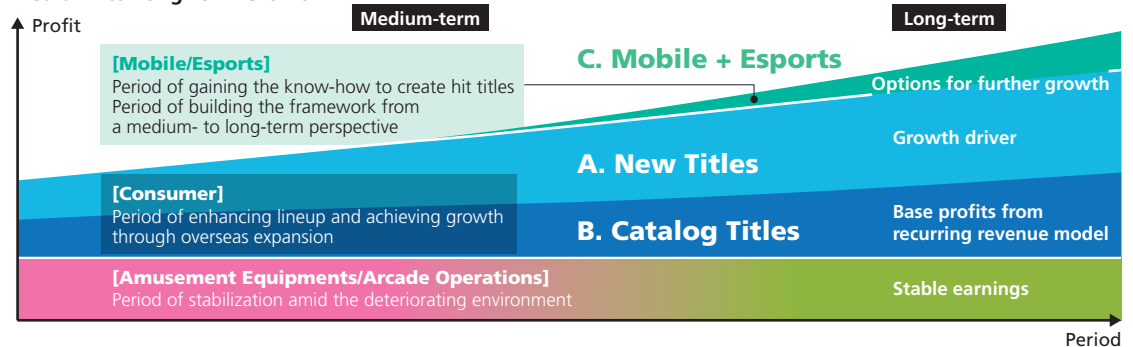 Profit
Medium-term
Long-term
[Mobile/Esports]
Period of gaining the know-how to create hit titles
Period of building the framework from
a medium- to long-term perspective
C. Mobile + Esports
Options for further growth
Growth driver
A. New Titles
[Consumer]
Period of enhancing lineup and achieving growth
through overseas expansion
B. Catalog Titles
Base profits from
recurring revenue model
[Amusement Equipments/Arcade Operations]
Period of stabilization amid the deteriorating environment
Stable earnings
Period